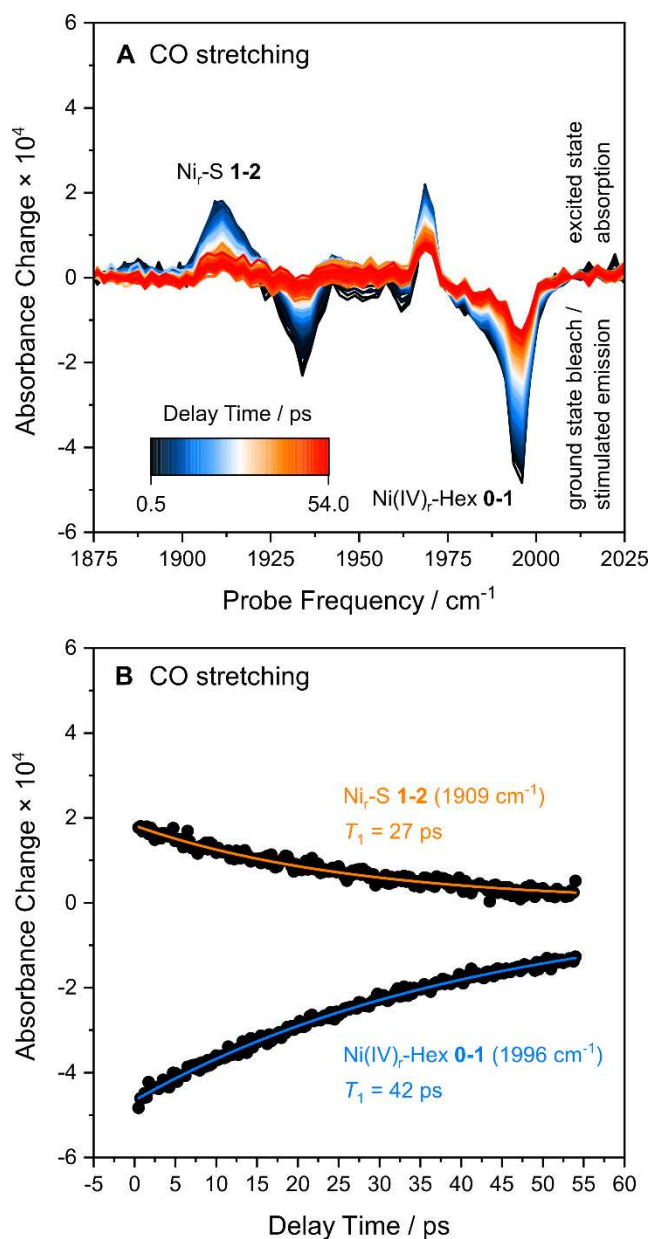 A CO stretching
Absorbance Change × 10⁴
6
4
2
0
-2
-4
-6
Niᵣ-S 1-2
excited state
absorption
ground state bleach /
stimulated emission
Delay Time / ps
0.5
54.0
Ni(IV)ᵣ-Hex 0-1
1875 1900 1925 1950 1975 2000 2025
Probe Frequency / cm⁻¹
B CO stretching
Absorbance Change × 10⁴
6
4
2
0
-2
-4
-6
Niᵣ-S 1-2 (1909 cm⁻¹)
T₁ = 27 ps
Ni(IV)ᵣ-Hex 0-1 (1996 cm⁻¹)
T₁ = 42 ps
-5 0 5 10 15 20 25 30 35 40 45 50 55 60
Delay Time / ps